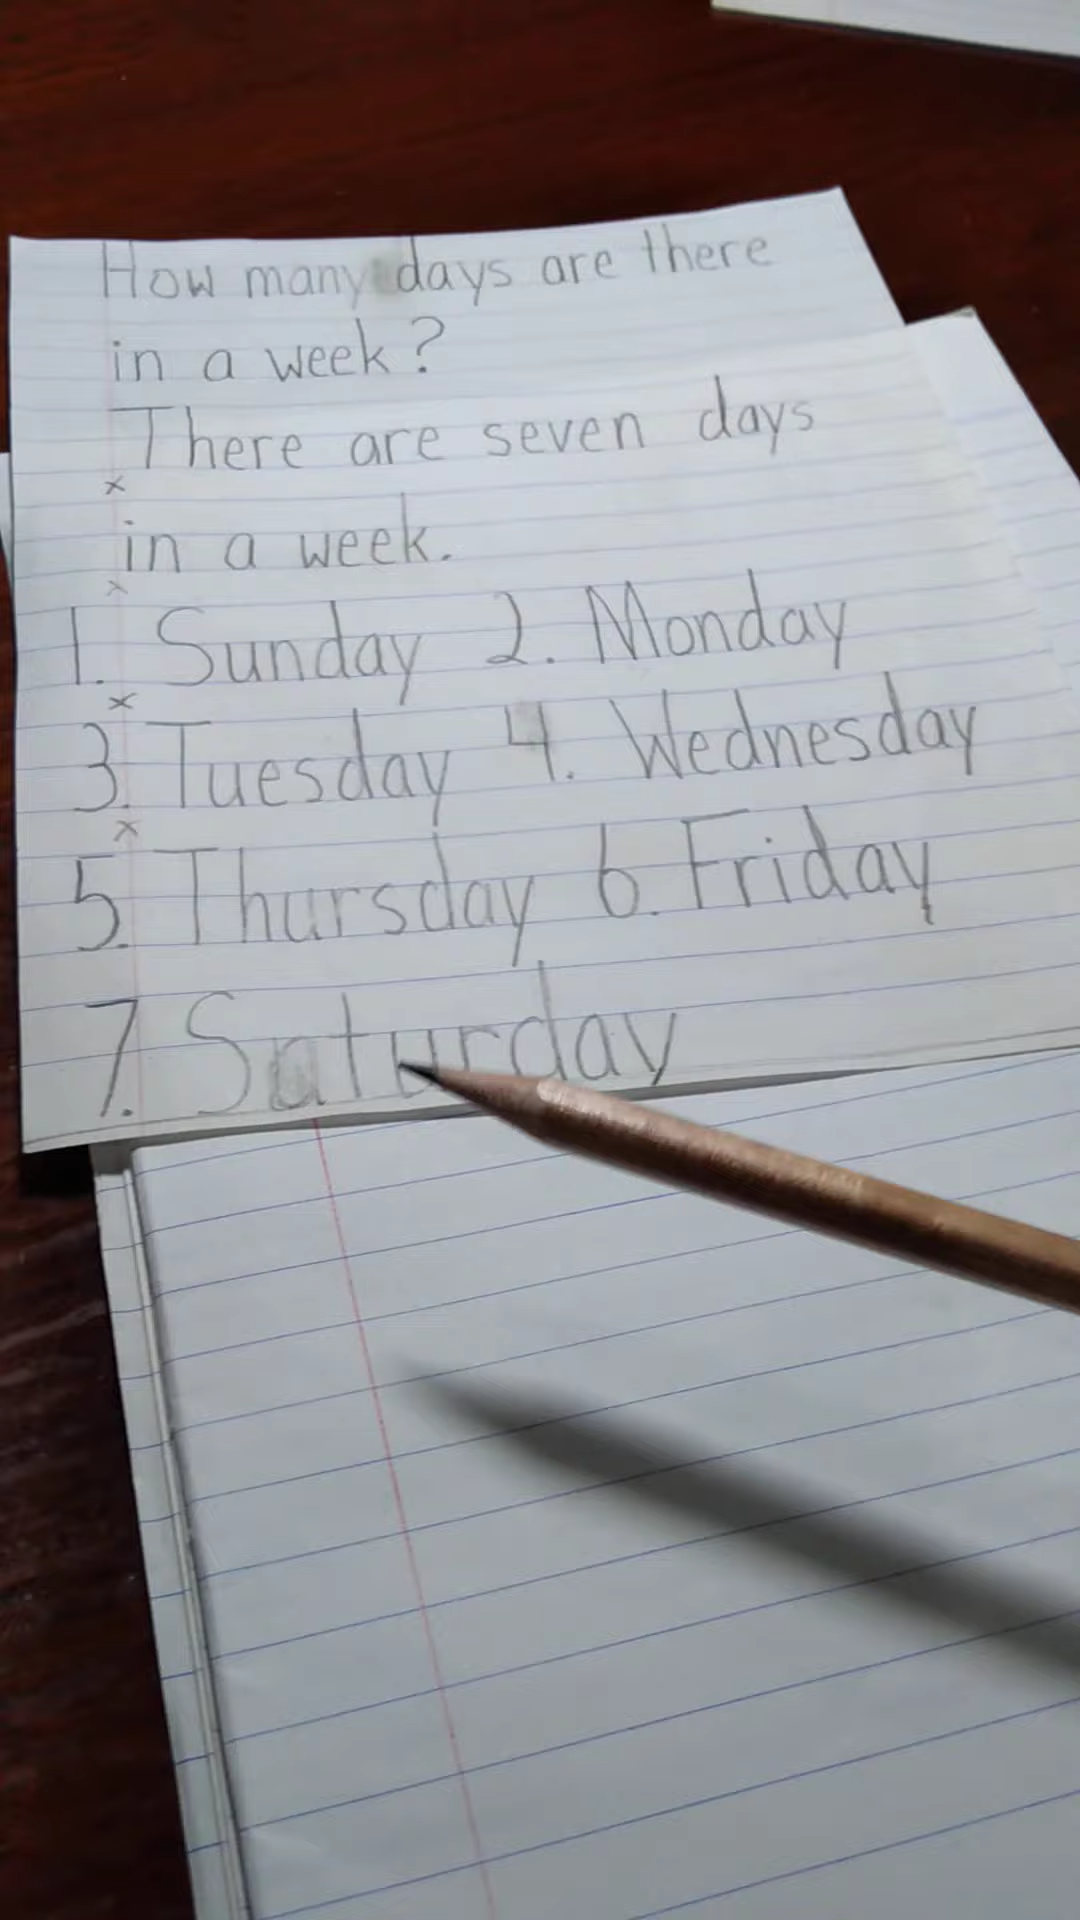 How many days are there
in a week?
There are seven days
in a week.
1. Sunday 2. Monday
3. Tuesday 4. Wednesday
5. Thursday 6. Friday
7. Saturday